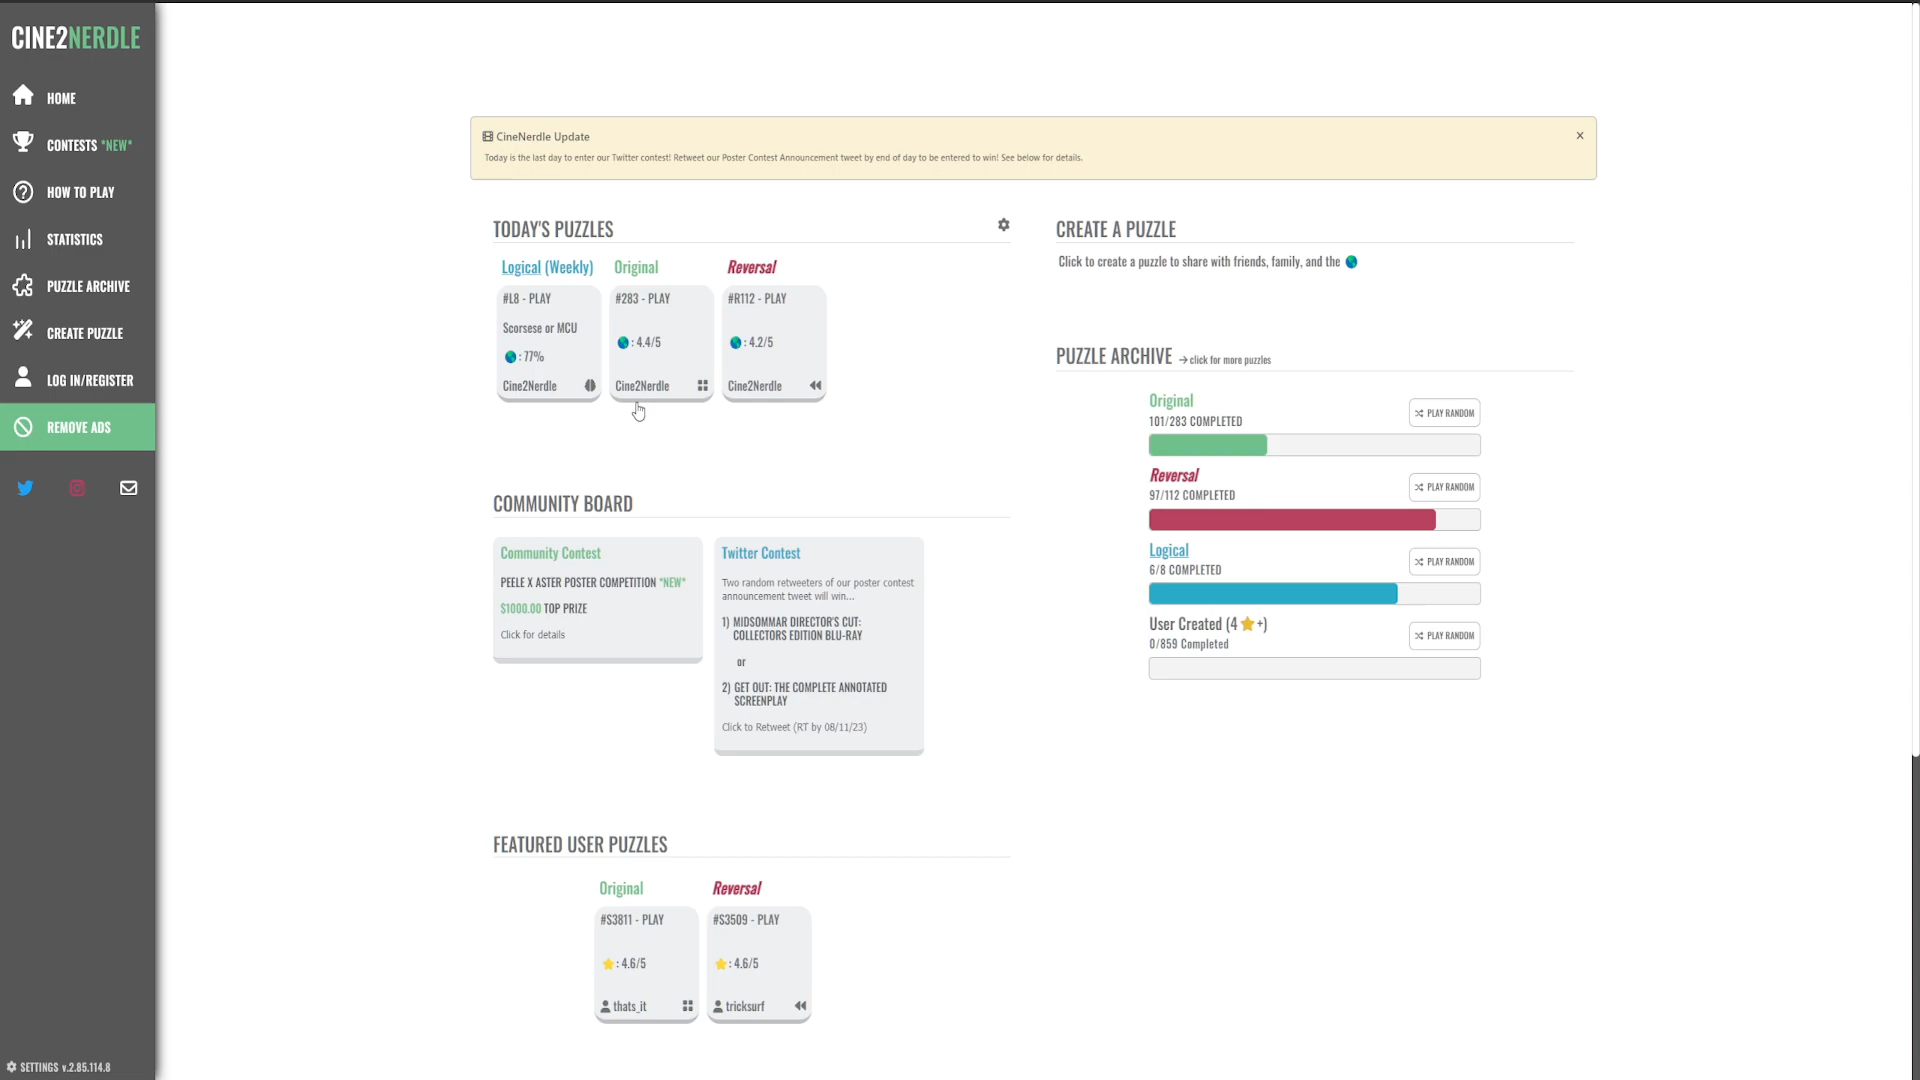 CINE2NERDLE
HOME
CONTESTS *NEW*
HOW TO PLAY
STATISTICS
PUZZLE ARCHIVE
CREATE PUZZLE
LOG IN/REGISTER
REMOVE ADS
SETTINGS v.2.85.114.8
CineNerdle Update
×
Today is the last day to enter our Twitter contest! Retweet our Poster Contest Announcement tweet by end of day to be entered to win! See below for details.
TODAY'S PUZZLES
Logical (Weekly)
#L8 - PLAY
Scorsese or MCU
: 77%
Cine2Nerdle
Original
#283 - PLAY
: 4.4/5
Cine2Nerdle
Reversal
#R112 - PLAY
: 4.2/5
Cine2Nerdle
COMMUNITY BOARD
Community Contest
PEELE X ASTER POSTER COMPETITION *NEW*
$1000.00 TOP PRIZE
Click for details
Twitter Contest
Two random retweeters of our poster contest
announcement tweet will win...
1) MIDSOMMAR DIRECTOR'S CUT:
COLLECTORS EDITION BLU-RAY
or
2) GET OUT: THE COMPLETE ANNOTATED
SCREENPLAY
Click to Retweet (RT by 08/11/23)
FEATURED USER PUZZLES
Original
#S3811 - PLAY
: 4.6/5
thats_it
Reversal
#S3509 - PLAY
: 4.6/5
tricksurf
CREATE A PUZZLE
Click to create a puzzle to share with friends, family, and the
PUZZLE ARCHIVE → click for more puzzles
Original
101/283 COMPLETED
PLAY RANDOM
Reversal
97/112 COMPLETED
PLAY RANDOM
Logical
6/8 COMPLETED
PLAY RANDOM
User Created (4 ⭐+)
0/859 Completed
PLAY RANDOM